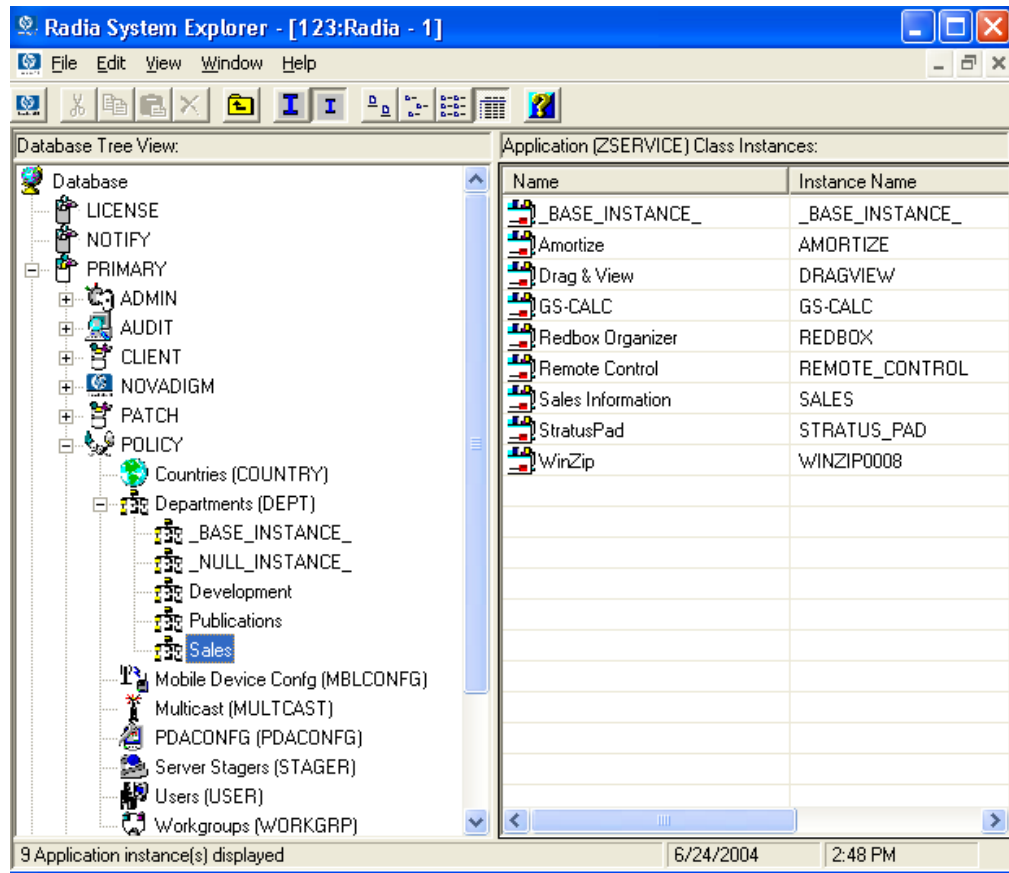 Radia System Explorer - [123:Radia - 1]
File Edit View Window Help
Database Tree View:
Database
LICENSE
NOTIFY
PRIMARY
ADMIN
AUDIT
CLIENT
NOVADIGM
PATCH
POLICY
Countries (COUNTRY)
Departments (DEPT)
_BASE_INSTANCE_
_NULL_INSTANCE_
Development
Publications
Sales
Mobile Device Confg (MBLCONFG)
Multicast (MULTCAST)
PDACONFG (PDACONFG)
Server Stagers (STAGER)
Users (USER)
Workgroups (WORKGRP)
Application (ZSERVICE) Class Instances:
Name Instance Name
_BASE_INSTANCE_ _BASE_INSTANCE_
Amortize AMORTIZE
Drag & View DRAGVIEW
GS-CALC GS-CALC
Redbox Organizer REDBOX
Remote Control REMOTE_CONTROL
Sales Information SALES
StratusPad STRATUS_PAD
WinZip WINZIP0008
9 Application instance(s) displayed 6/24/2004 2:48 PM